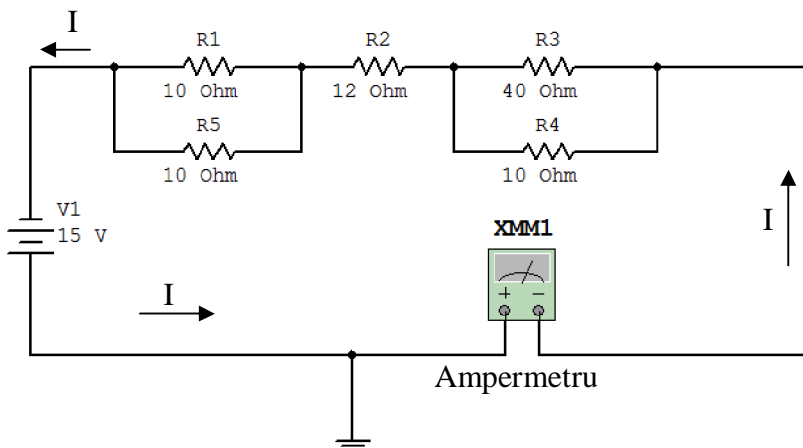 I
R1
R2
R3
10 Ohm
12 Ohm
40 Ohm
R5
R4
10 Ohm
10 Ohm
V1
15 V
XMM1
I
I
+ −
Ampermetru